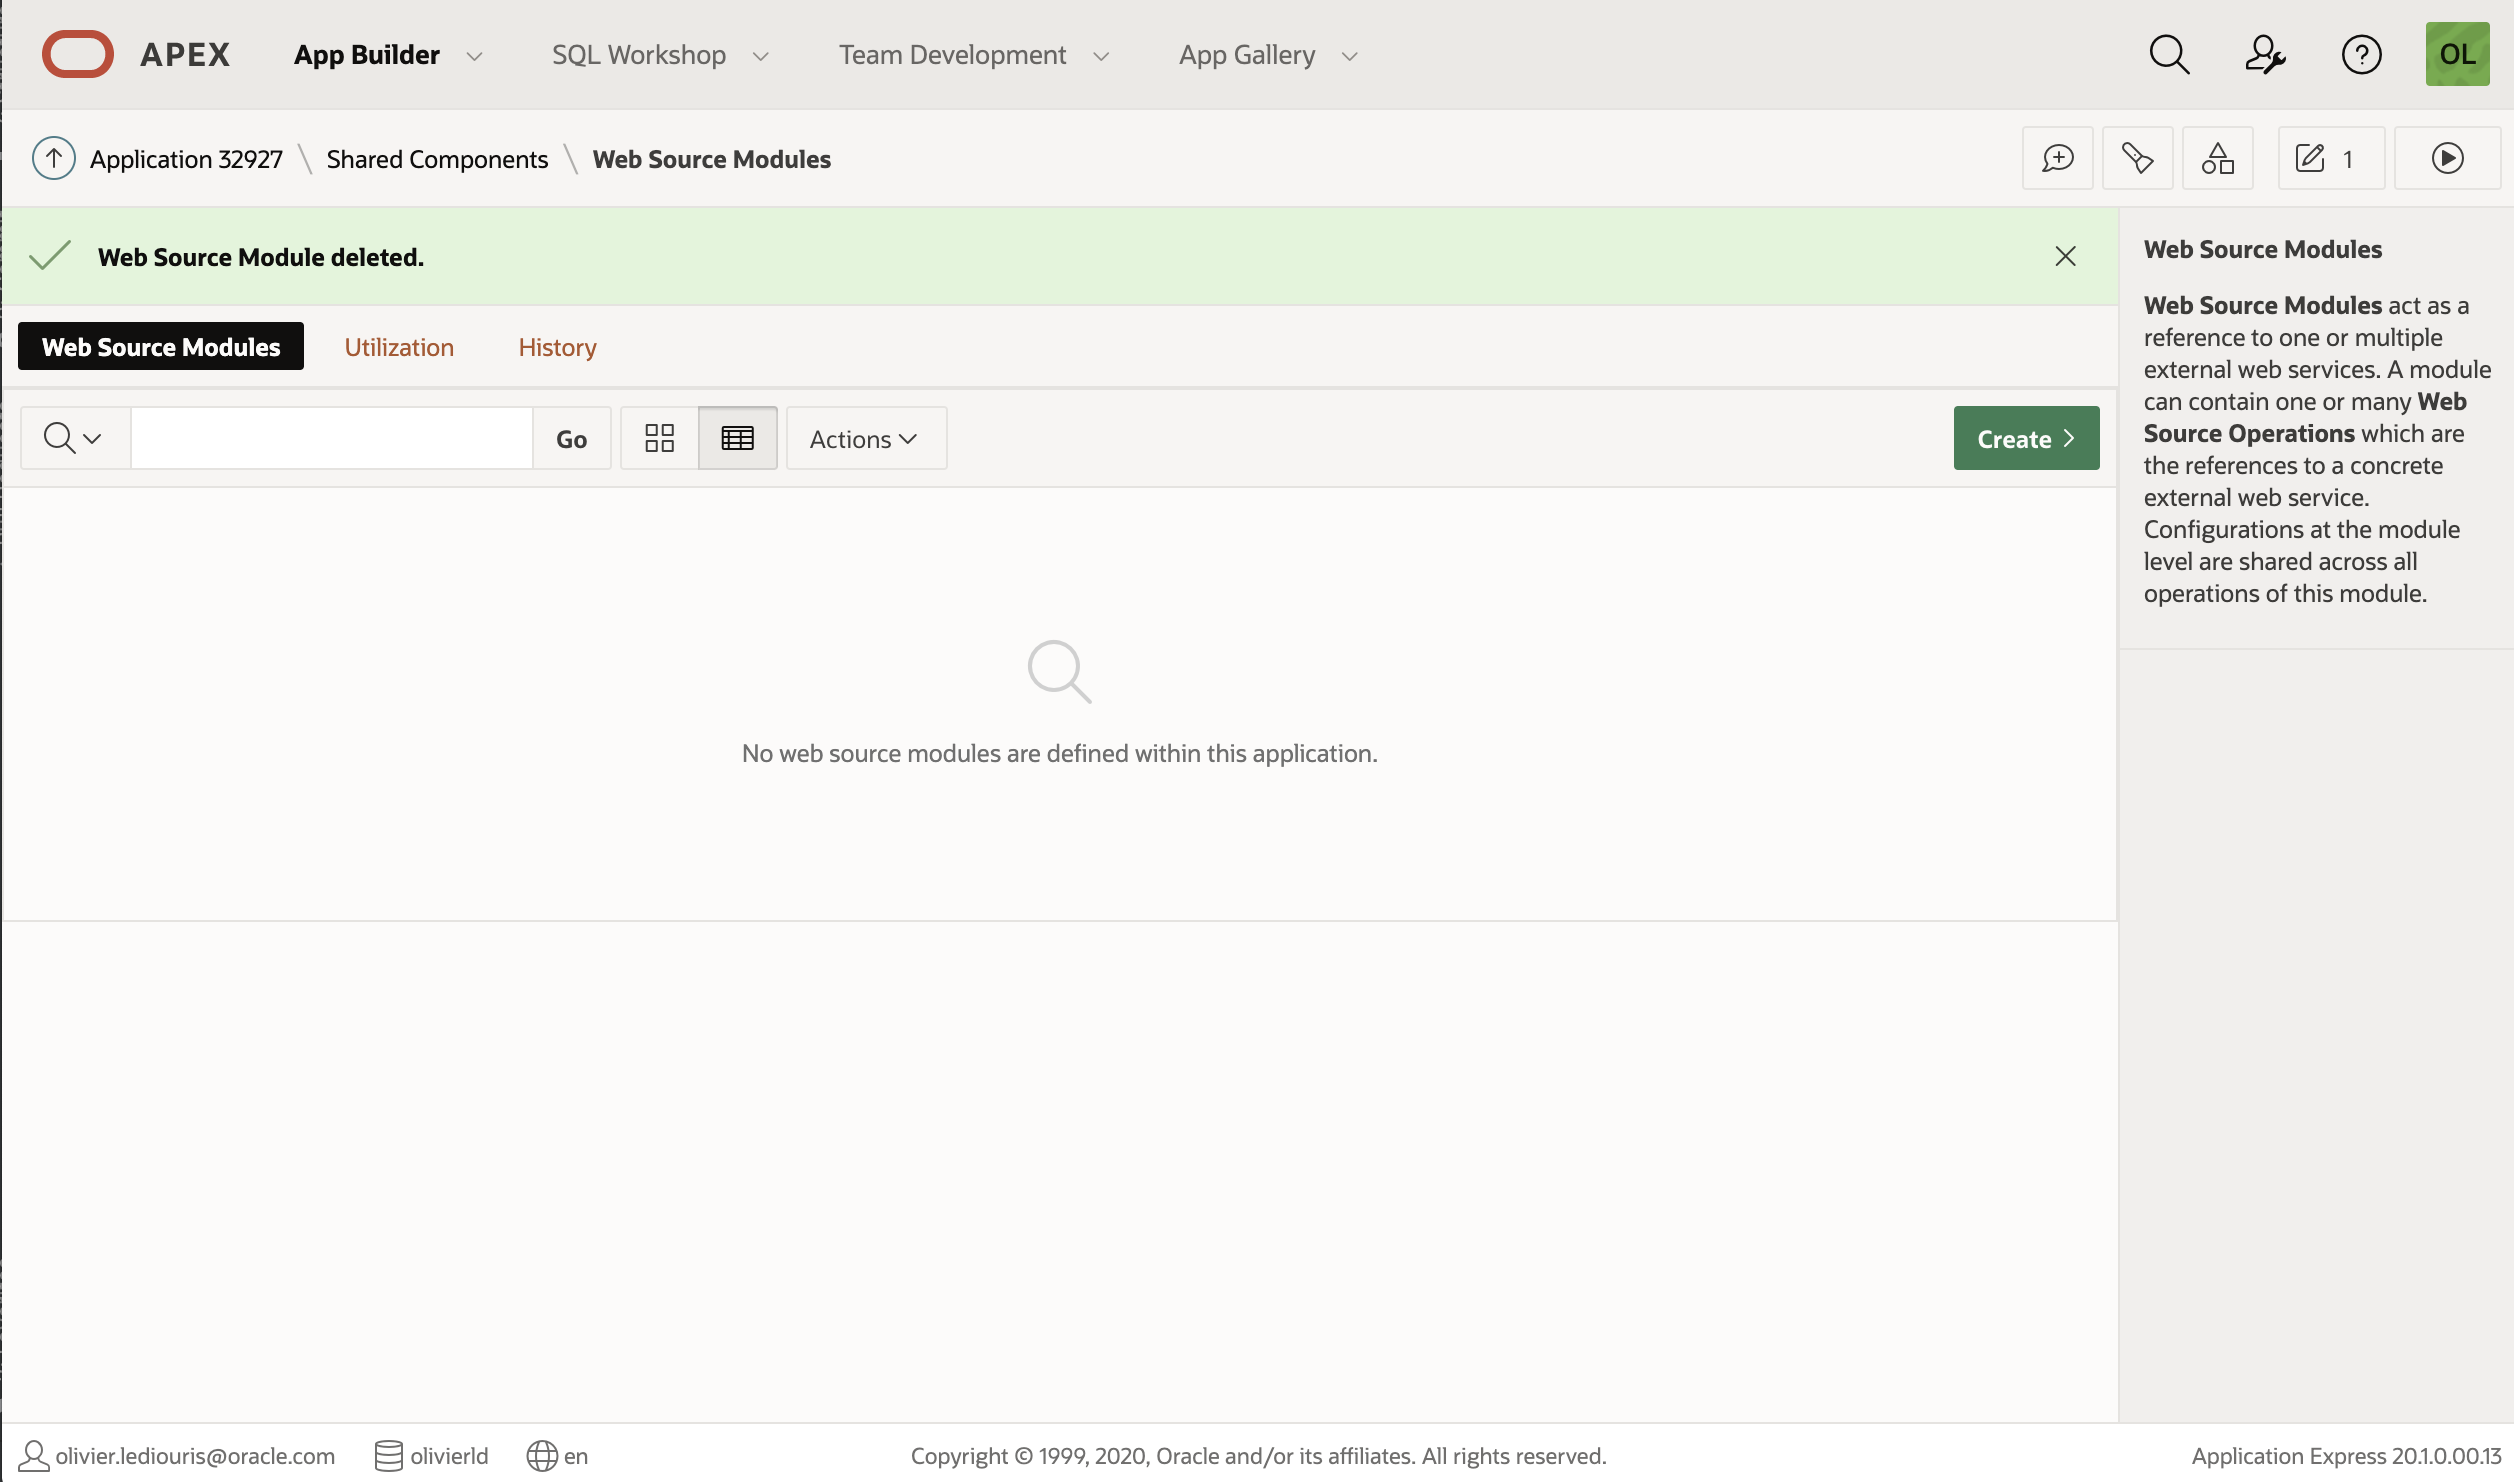 APEX App Builder SQL Workshop Team Development App Gallery ? OL
Application 32927 \ Shared Components \ Web Source Modules 1
Web Source Module deleted.
Web Source Modules Utilization History
Go Actions Create
No web source modules are defined within this application.
Web Source Modules
Web Source Modules act as a
reference to one or multiple
external web services. A module
can contain one or many Web
Source Operations which are
the references to a concrete
external web service.
Configurations at the module
level are shared across all
operations of this module.
olivier.lediouris@oracle.com olivierld en Copyright © 1999, 2020, Oracle and/or its affiliates. All rights reserved. Application Express 20.1.0.00.13